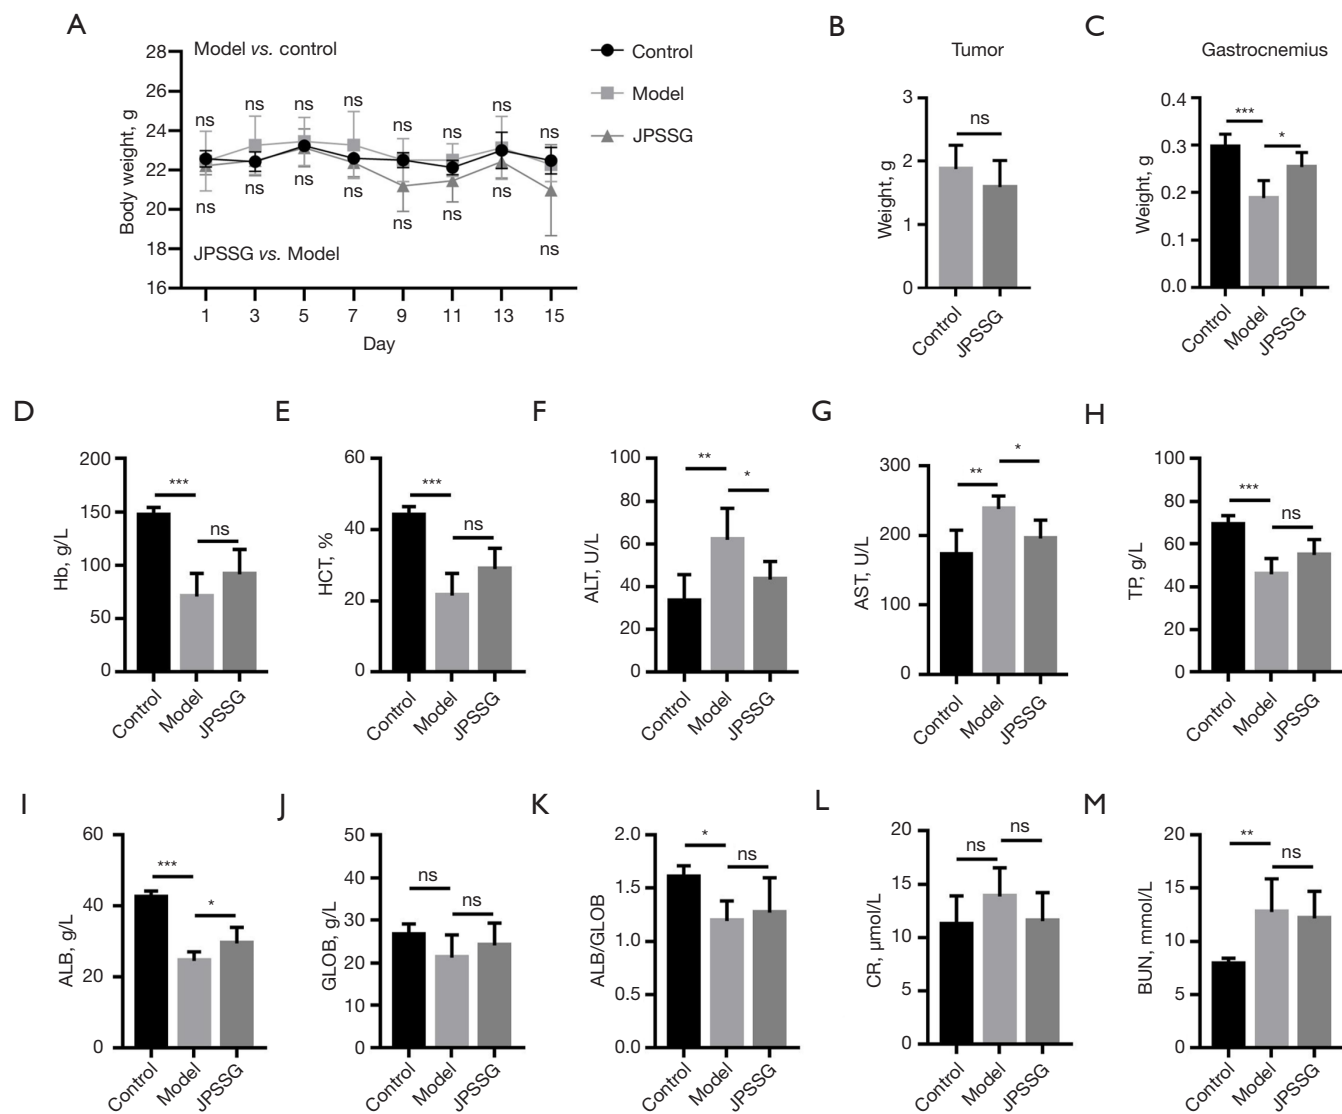 A
Model vs. control
Control
Model
JPSSG
28
26
24
22
20
18
16
Body weight, g
ns ns ns ns ns ns ns ns
ns ns ns ns ns ns ns ns
JPSSG vs. Model
1 3 5 7 9 11 13 15
Day
B
Tumor
3
2
1
0
Weight, g
ns
Control JPSSG
C
Gastrocnemius
0.4
0.3
0.2
0.1
0.0
Weight, g
*** *
Control Model JPSSG
D
200
150
100
50
0
Hb, g/L
*** ns
Control Model JPSSG
E
60
40
20
0
HCT, %
*** ns
Control Model JPSSG
F
100
80
60
40
20
0
ALT, U/L
** *
Control Model JPSSG
G
300
200
100
0
AST, U/L
** *
Control Model JPSSG
H
100
80
60
40
20
0
TP, g/L
*** ns
Control Model JPSSG
I
60
40
20
0
ALB, g/L
*** *
Control Model JPSSG
J
50
40
30
20
10
0
GLOB, g/L
ns ns
Control Model JPSSG
K
2.0
1.5
1.0
0.5
0.0
ALB/GLOB
* ns
Control Model JPSSG
L
20
15
10
5
0
CR, μmol/L
ns ns
Control Model JPSSG
M
20
15
10
5
0
BUN, mmol/L
** ns
Control Model JPSSG